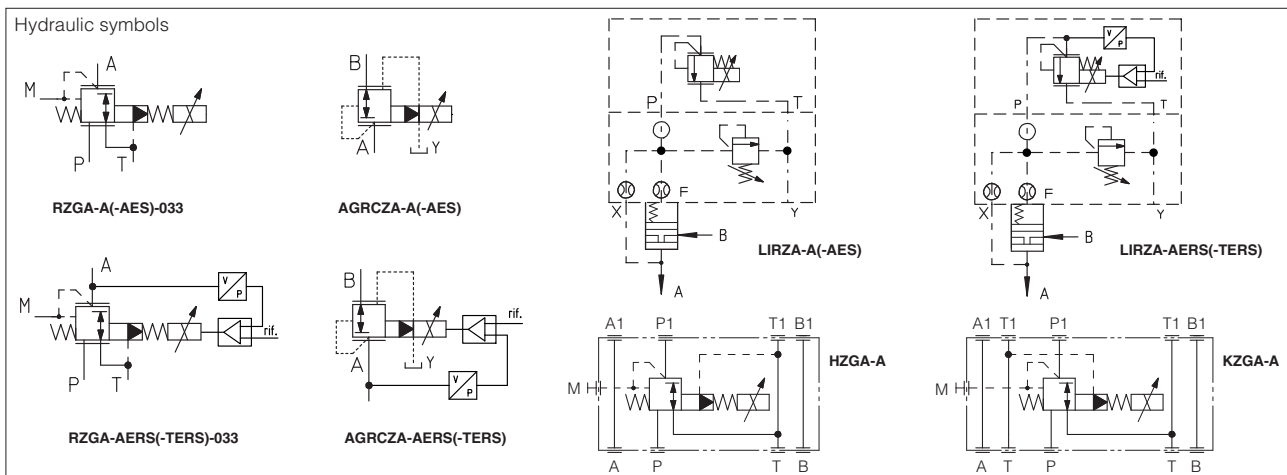 Hydraulic symbols
A
M
P
T
RZGA-A(-AES)-033
B
A
Y
AGRCZA-A(-AES)
P
T
X
F
Y
B
A
LIRZA-A(-AES)
V
P
rif.
P
T
X
F
Y
B
A
LIRZA-AERS(-TERS)
A
M
V
P
rif.
P
T
RZGA-AERS(-TERS)-033
B
A
Y
rif.
V
P
AGRCZA-AERS(-TERS)
A1
P1
T1
B1
HZGA-A
M
A
P
T
B
A1
T1
P1
T1
B1
KZGA-A
M
A
T
P
T
B